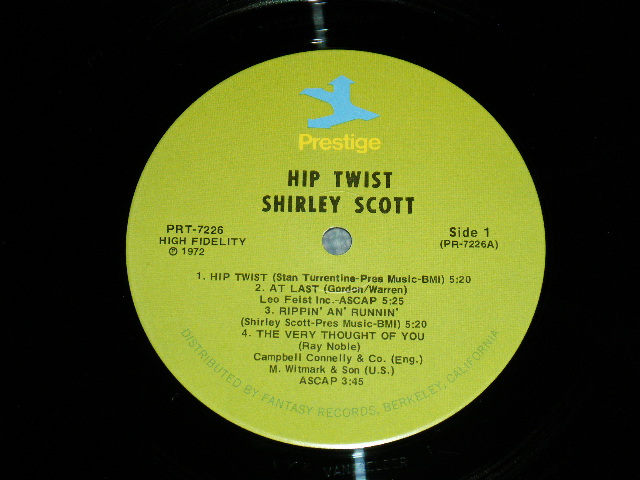 Prestige
HIP TWIST
SHIRLEY SCOTT
PRT-7226
HIGH FIDELITY
℗ 1972
Side 1
(PR-7226A)
1. HIP TWIST (Stan Turrentine-Pres Music-BMI) 5:20
2. AT LAST (Gordon/Warren)
Leo Feist Inc.-ASCAP 5:25
3. RIPPIN' AN' RUNNIN'
(Shirley Scott-Pres Music-BMI) 5:20
4. THE VERY THOUGHT OF YOU
(Ray Noble)
Campbell Connelly & Co. (Eng.)
M. Witmark & Son (U.S.)
ASCAP 3:45
DISTRIBUTED BY FANTASY RECORDS, BERKELEY, CALIFORNIA